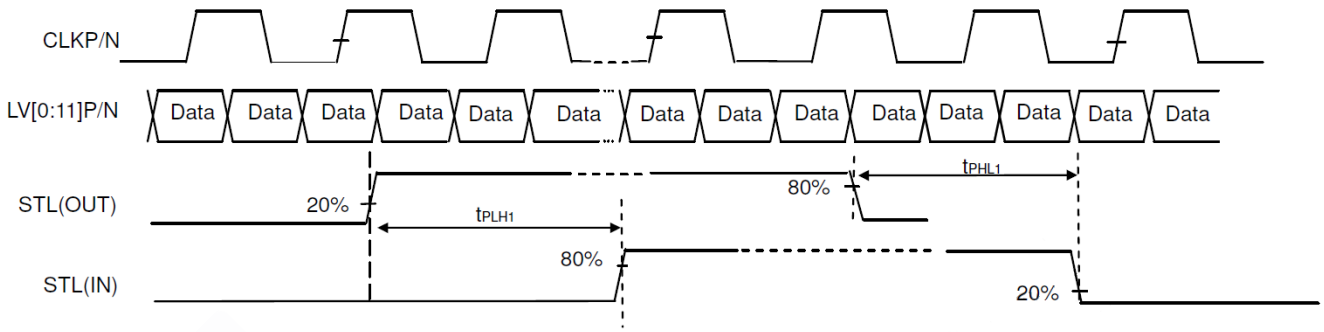 CLKP/N
LV[0:11]P/N Data Data Data Data Data Data Data Data Data Data Data Data Data Data
STL(OUT) 20% tPLH1 80% tPHL1
STL(IN) 80% 20%